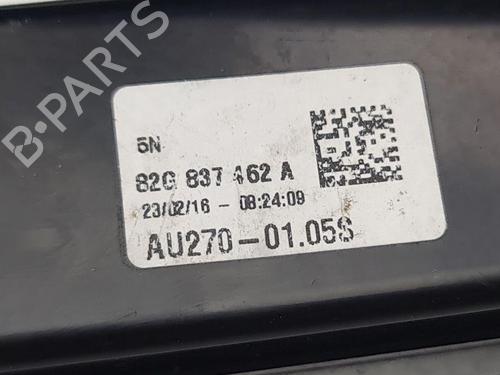 B-PARTS
5N
82G 837 462 A
23/02/16 - 08:24:09
AU270-01.05S